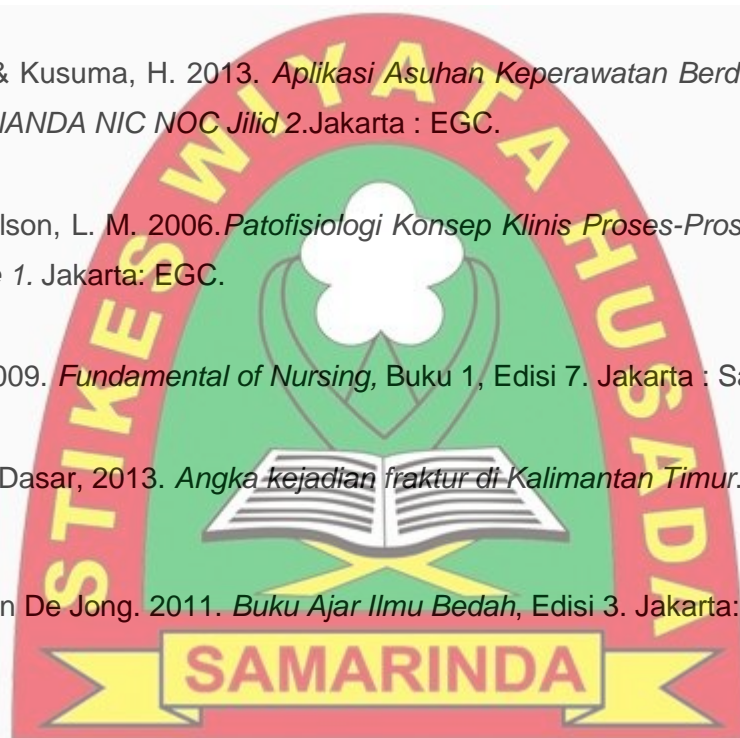 & Kusuma, H. 2013. Aplikasi Asuhan Keperawatan Berd
NANDA NIC NOC Jilid 2.Jakarta : EGC.
lson, L. M. 2006.Patofisiologi Konsep Klinis Proses-Pros
1. Jakarta: EGC.
009. Fundamental of Nursing, Buku 1, Edisi 7. Jakarta : Sa
Dasar, 2013. Angka kejadian fraktur di Kalimantan Timur.
n De Jong. 2011. Buku Ajar Ilmu Bedah, Edisi 3. Jakarta:
STIKES WIYATA HUSADA
SAMARINDA